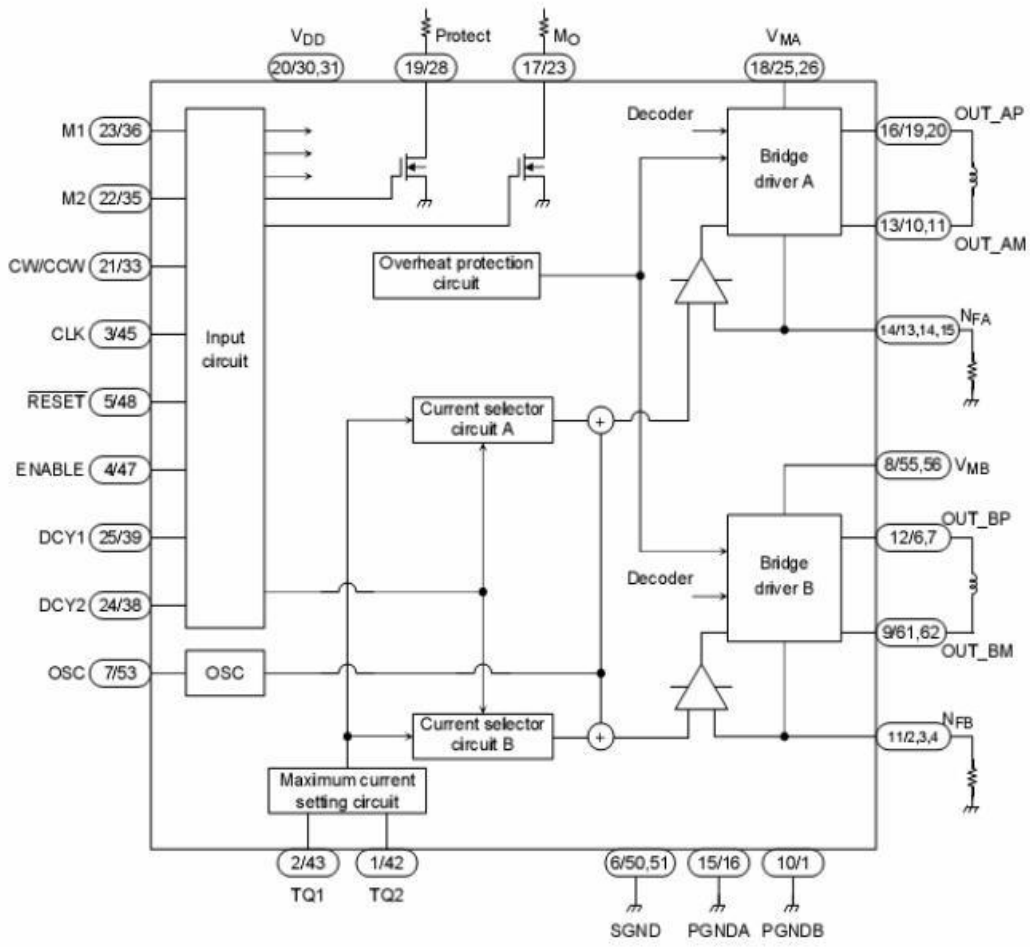 VDD
Protect
MO
VMA
20/30,31
19/28
17/23
18/25,26
M1
23/36
Decoder
OUT_AP
16/19,20
Bridge
driver A
M2
22/35
13/10,11
OUT_AM
CW/CCW
21/33
Overheat protection
circuit
NFA
14/13,14,15
CLK
3/45
Input
circuit
RESET
5/48
Current selector
circuit A
+
ENABLE
4/47
8/55,56
VMB
DCY1
25/39
OUT_BP
12/6,7
Bridge
driver B
Decoder
DCY2
24/38
9/61,62
OUT_BM
OSC
7/53
OSC
Current selector
circuit B
+
NFB
11/2,3,4
Maximum current
setting circuit
2/43
1/42
6/50,51
15/16
10/1
TQ1
TQ2
SGND
PGNDA
PGNDB